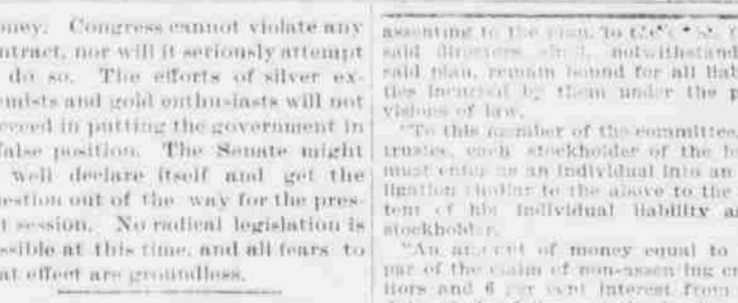 oney. Congress cannot violate any
ntract, nor will it seriously attempt
do so. The efforts of silver ex-
emists and gold enthusiasts will not
cceed in putting the government in
false position. The Senate might
well declare itself and get the
estion out of the way for the pres-
t session. No radical legislation is
ssible at this time, and all fears to
at effect are groundless.
assenting to the plan, to
said directors shall, notwithstand
said plan, remain bound for all liab
ties incurred by them under the p
visions of law.
"To this member of the committee,
trustee, each stockholder of the
must enter as an individual into an
ligation similar to the above to the
tent of his individual liability a
stockholder.
"An amount of money equal to
par of the claim of non-assenting cr
itors and 6 per cent interest from